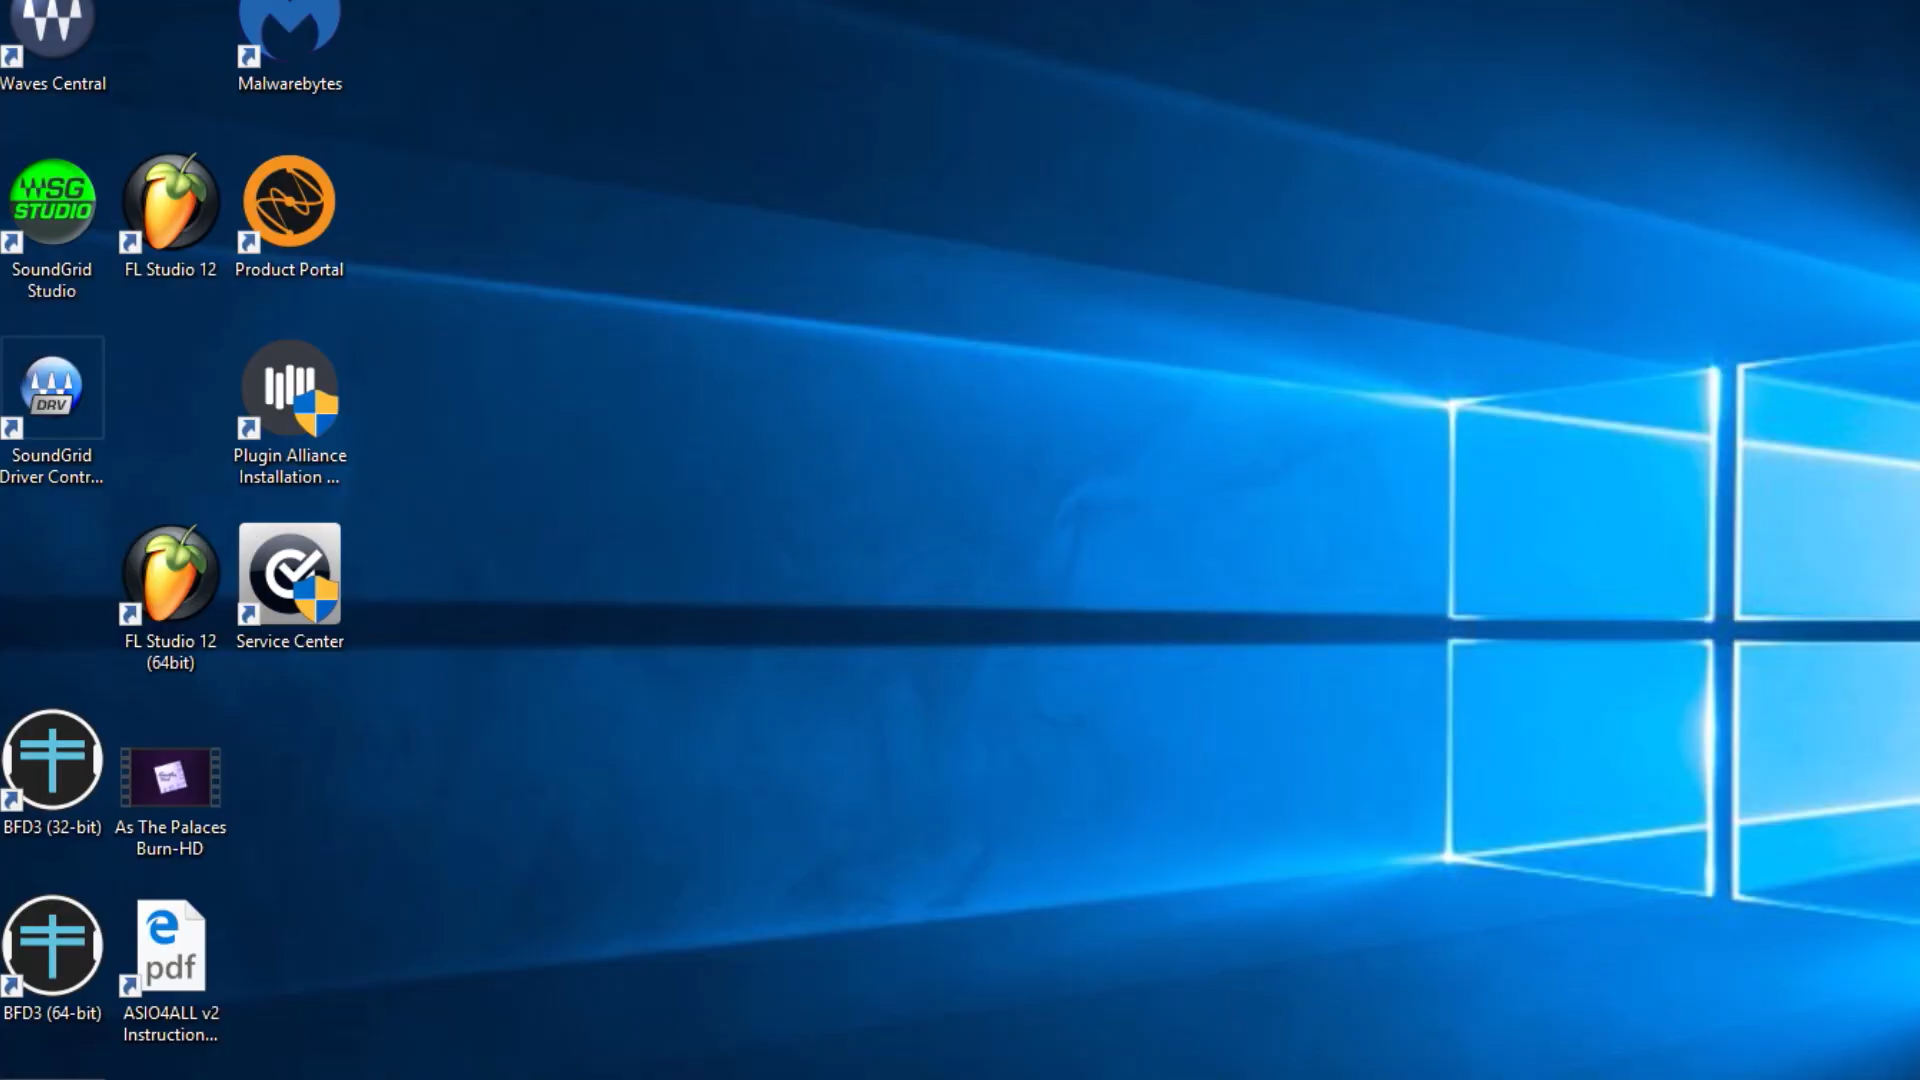 Waves Central
Malwarebytes
WSG
STUDIO
SoundGrid
Studio
FL Studio 12
Product Portal
DRV
SoundGrid
Driver Contr...
Plugin Alliance
Installation ...
FL Studio 12
(64bit)
Service Center
BFD3 (32-bit)
As The Palaces
Burn-HD
BFD3 (64-bit)
pdf
ASIO4ALL v2
Instruction...